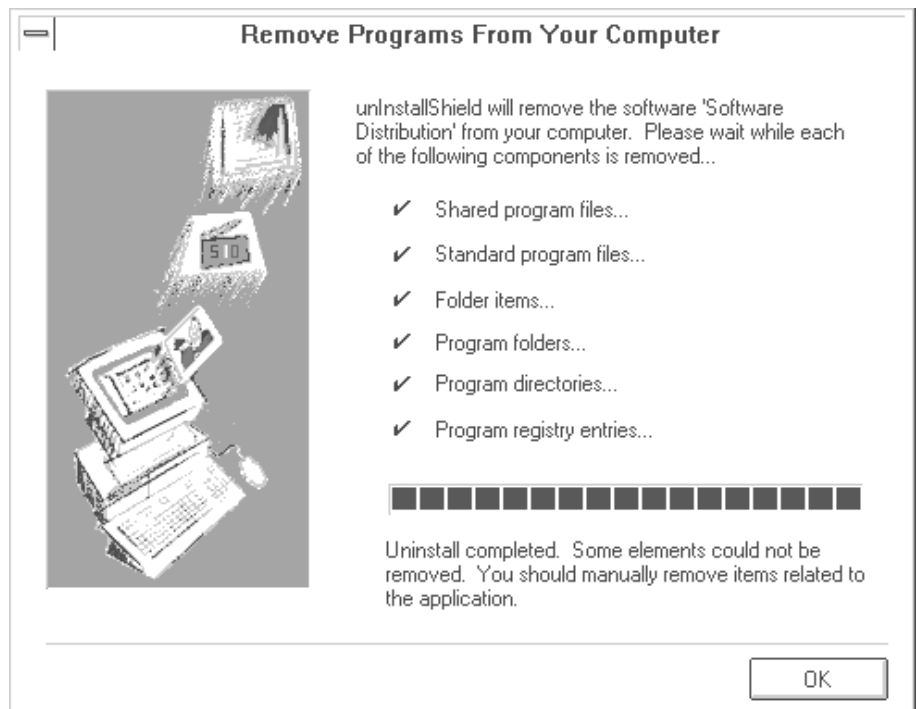 Remove Programs From Your Computer
unInstallShield will remove the software 'Software
Distribution' from your computer.  Please wait while each
of the following components is removed...
✔ Shared program files...
✔ Standard program files...
✔ Folder items...
✔ Program folders...
✔ Program directories...
✔ Program registry entries...
510
Uninstall completed.  Some elements could not be
removed.  You should manually remove items related to
the application.
OK